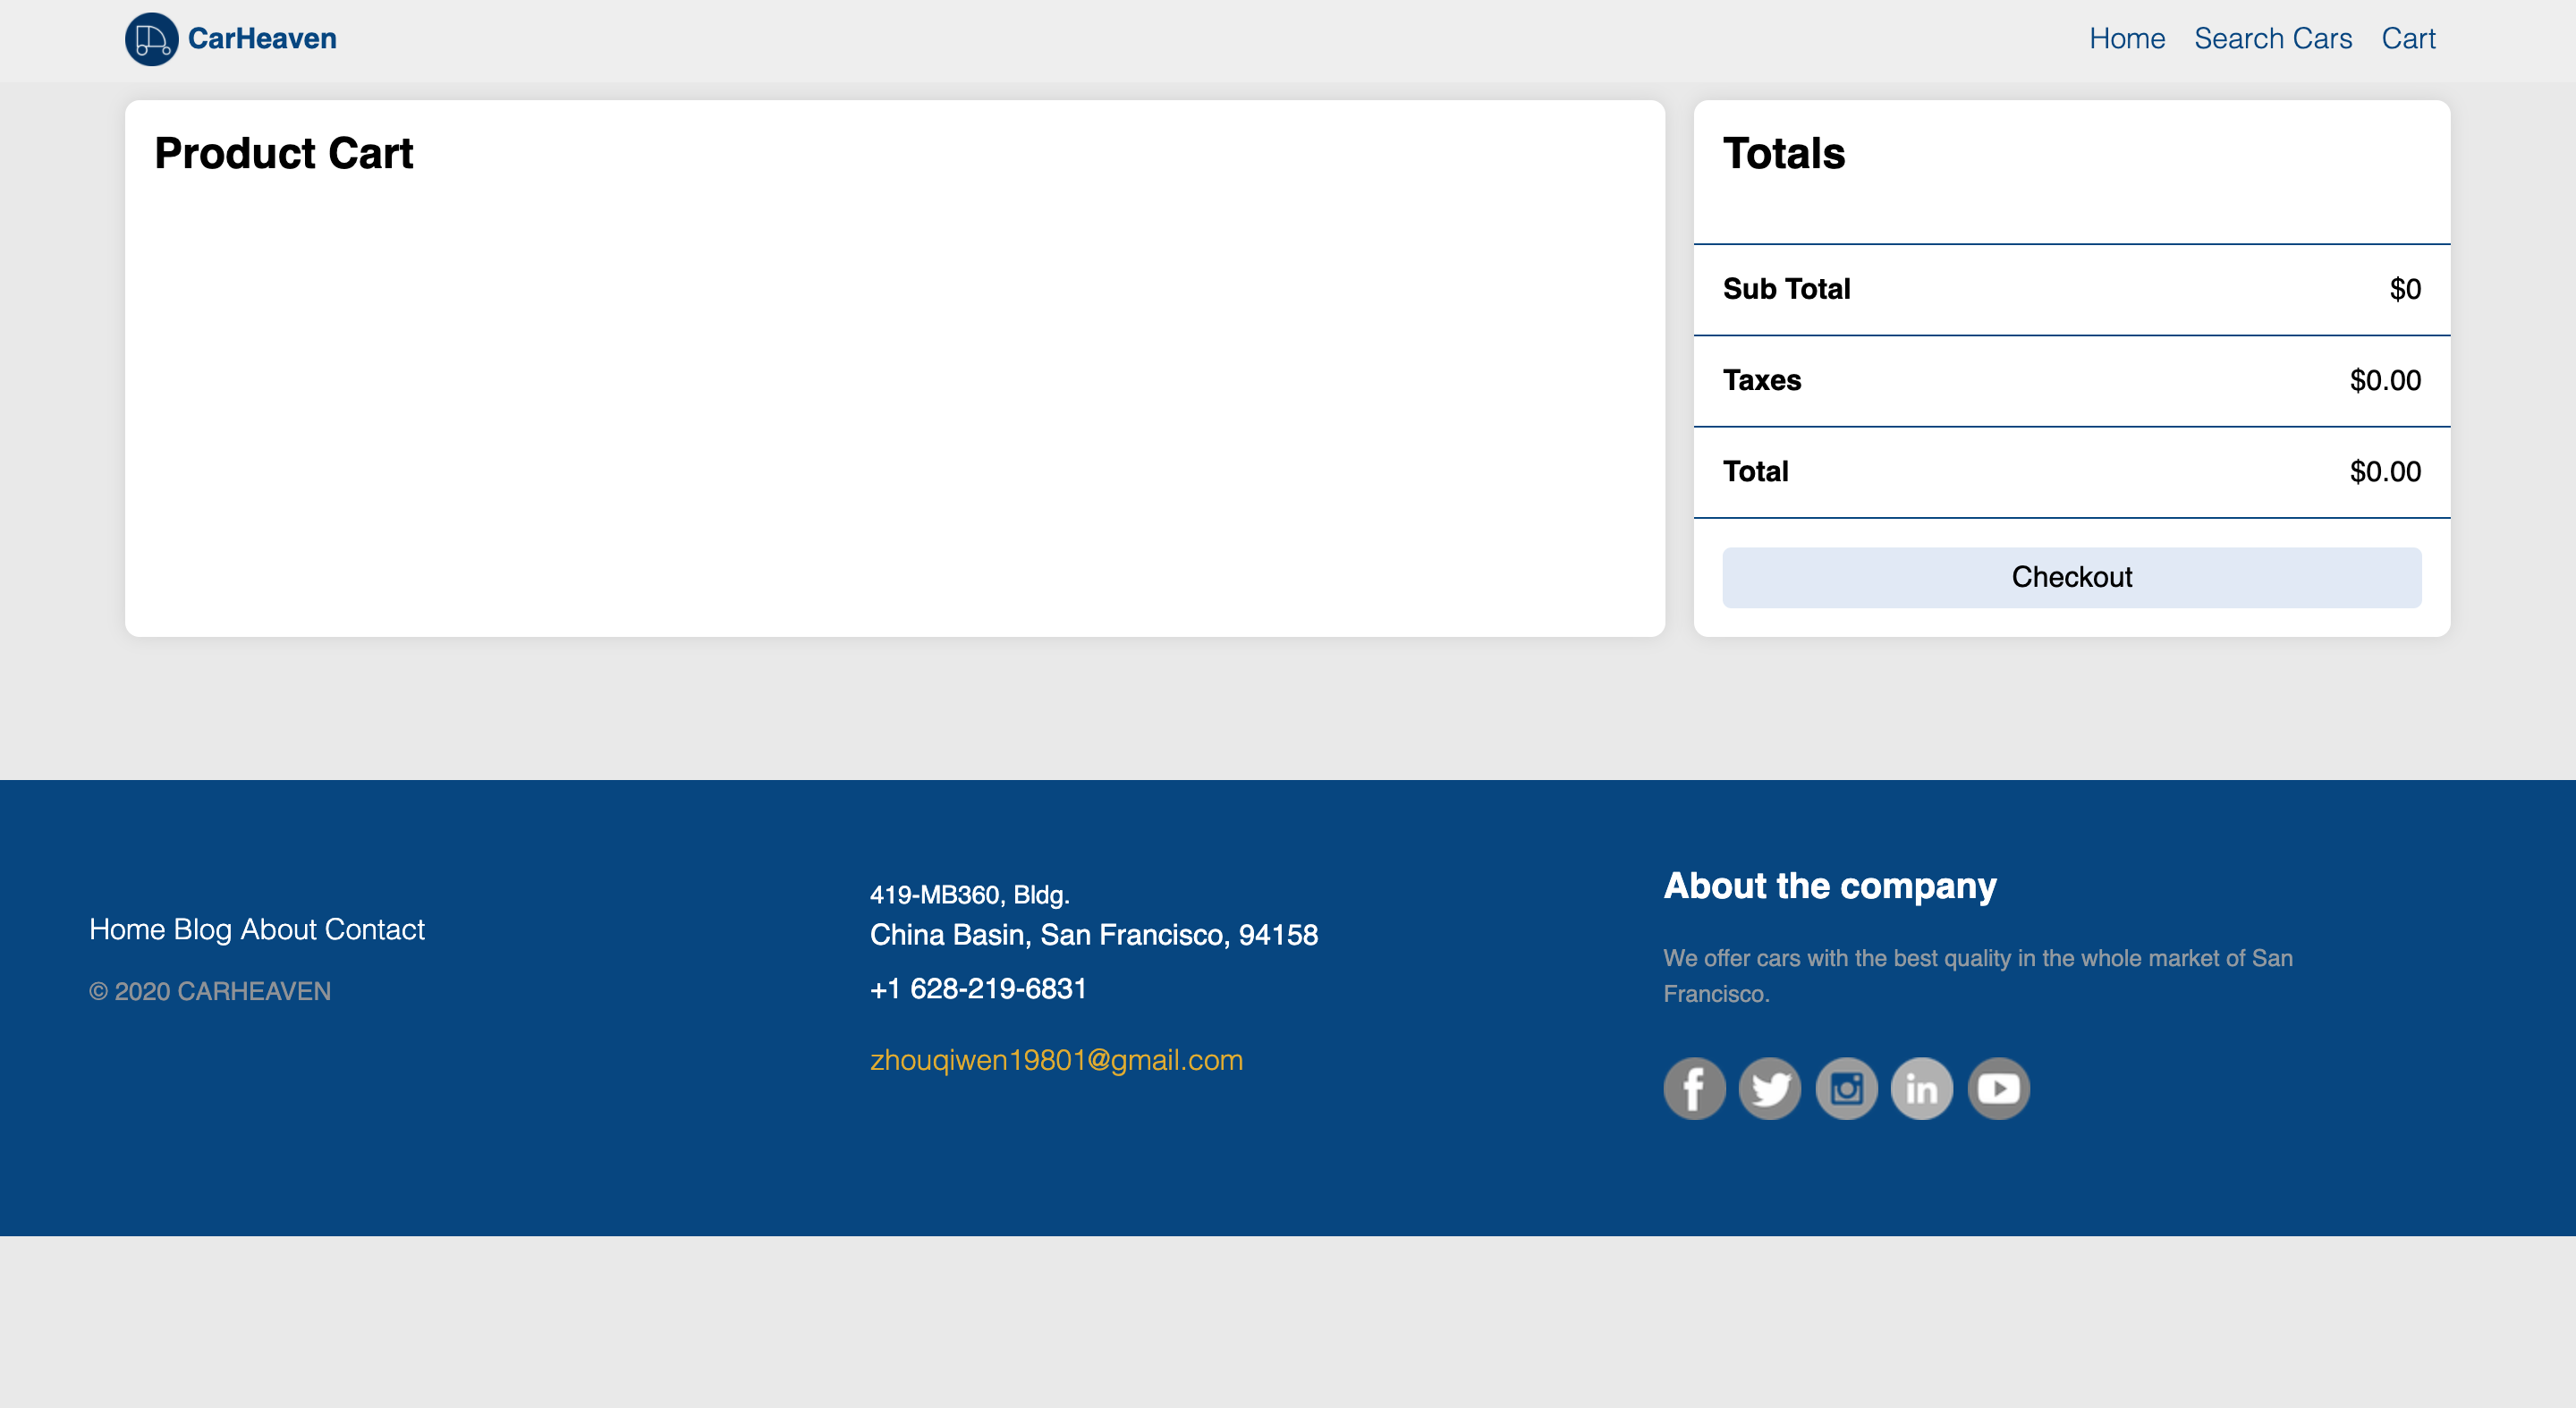 CarHeaven
Home Search Cars Cart
Product Cart
Totals
Sub Total $0
Taxes $0.00
Total $0.00
Checkout
Home Blog About Contact
© 2020 CARHEAVEN
419-MB360, Bldg.
China Basin, San Francisco, 94158
+1 628-219-6831
zhouqiwen19801@gmail.com
About the company
We offer cars with the best quality in the whole market of San
Francisco.